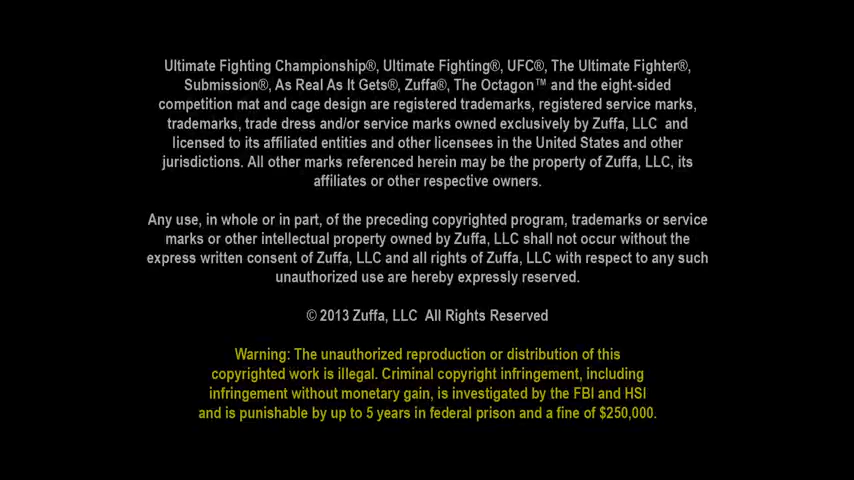 Ultimate Fighting Championship®, Ultimate Fighting®, UFC®, The Ultimate Fighter®,
Submission®, As Real As It Gets®, Zuffa®, The Octagon™ and the eight-sided
competition mat and cage design are registered trademarks, registered service marks,
trademarks, trade dress and/or service marks owned exclusively by Zuffa, LLC and
licensed to its affiliated entities and other licensees in the United States and other
jurisdictions. All other marks referenced herein may be the property of Zuffa, LLC, its
affiliates or other respective owners.
Any use, in whole or in part, of the preceding copyrighted program, trademarks or service
marks or other intellectual property owned by Zuffa, LLC shall not occur without the
express written consent of Zuffa, LLC and all rights of Zuffa, LLC with respect to any such
unauthorized use are hereby expressly reserved.
© 2013 Zuffa, LLC All Rights Reserved
Warning: The unauthorized reproduction or distribution of this
copyrighted work is illegal. Criminal copyright infringement, including
infringement without monetary gain, is investigated by the FBI and HSI
and is punishable by up to 5 years in federal prison and a fine of $250,000.